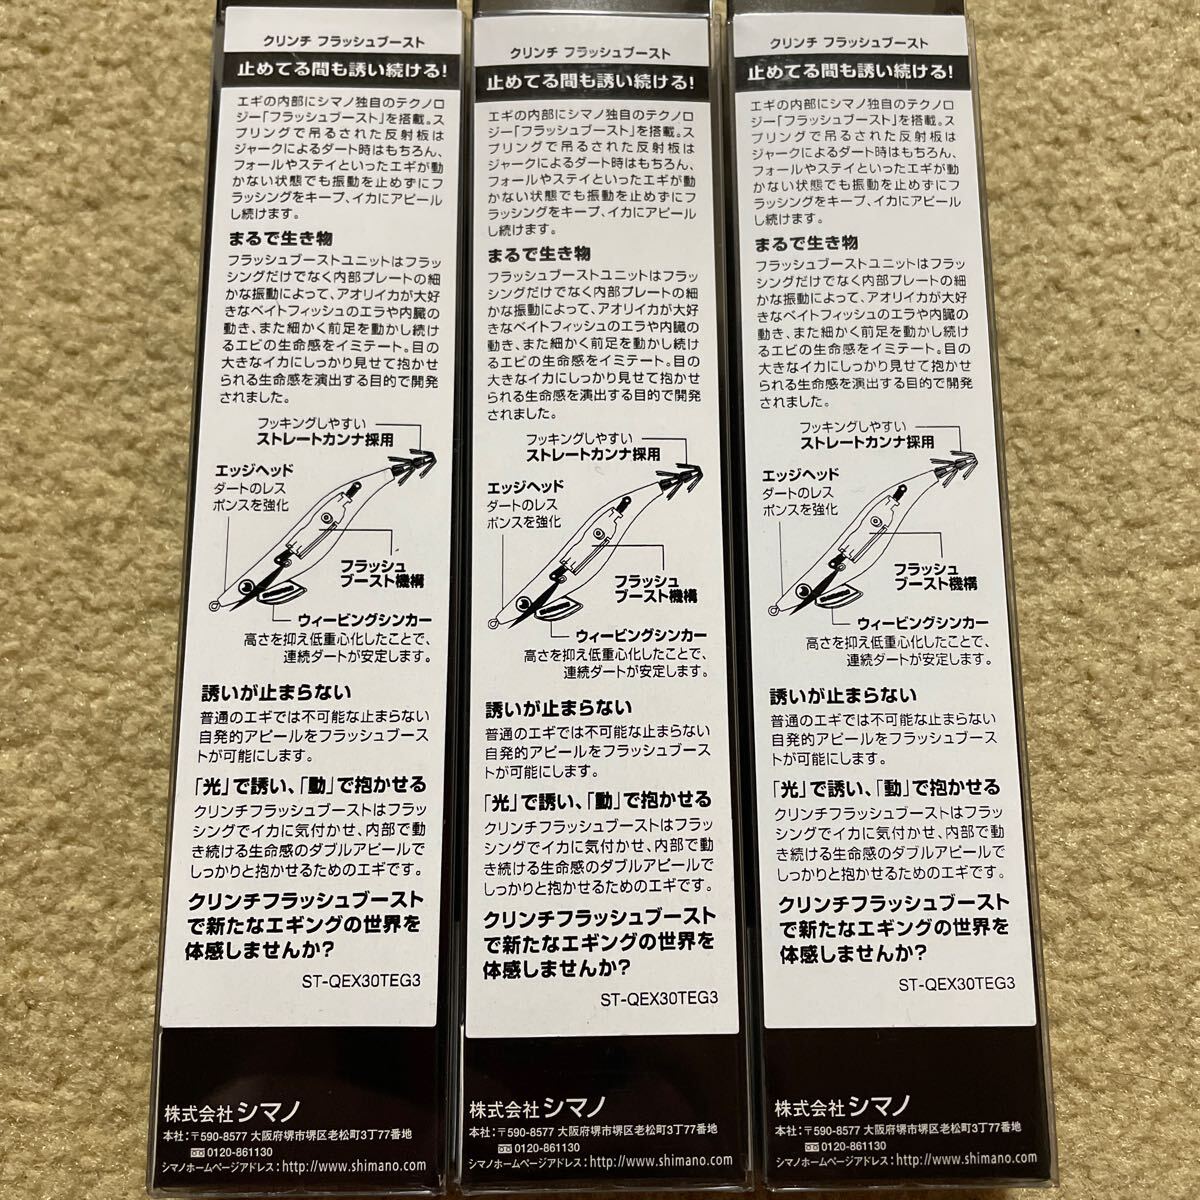 クリンチ フラッシュブースト
止めてる間も誘い続ける!
エギの内部にシマノ独自のテクノロ
ジー「フラッシュブースト」を搭載。ス
プリングで吊るされた反射板は
ジャークによるダート時はもちろん、
フォールやステイといったエギが動
かない状態でも振動を止めずにフ
ラッシングをキープ、イカにアピール
し続けます。
まるで生き物
フラッシュブーストユニットはフラッ
シングだけでなく内部プレートの細
かな振動によって、アオリイカが大好
きなベイトフィッシュのエラや内臓の
動き、また細かく前足を動かし続け
るエビの生命感をイミテート。目の
大きなイカにしっかり見せて抱かせ
られる生命感を演出する目的で開発
されました。
フッキングしやすい
ストレートカンナ採用
エッジヘッド
ダートのレス
ポンスを強化
フラッシュ
ブースト機構
ウィービングシンカー
高さを抑え低重心化したことで、
連続ダートが安定します。
誘いが止まらない
普通のエギでは不可能な止まらない
自発的アピールをフラッシュブース
トが可能にします。
「光」で誘い、「動」で抱かせる
クリンチフラッシュブーストはフラッ
シングでイカに気付かせ、内部で動
き続ける生命感のダブルアピールで
しっかりと抱かせるためのエギです。
クリンチフラッシュブースト
で新たなエギングの世界を
体感しませんか?
ST-QEX30TEG3
株式会社 シマノ
本社:〒590-8577 大阪府堺市堺区老松町3丁77番地
0120-861130
シマノホームページアドレス:http://www.shimano.com/
クリンチ フラッシュブースト
止めてる間も誘い続ける!
エギの内部にシマノ独自のテクノロ
ジー「フラッシュブースト」を搭載。ス
プリングで吊るされた反射板は
ジャークによるダート時はもちろん、
フォールやステイといったエギが動
かない状態でも振動を止めずにフ
ラッシングをキープ、イカにアピール
し続けます。
まるで生き物
フラッシュブーストユニットはフラッ
シングだけでなく内部プレートの細
かな振動によって、アオリイカが大好
きなベイトフィッシュのエラや内臓の
動き、また細かく前足を動かし続け
るエビの生命感をイミテート。目の
大きなイカにしっかり見せて抱かせ
られる生命感を演出する目的で開発
されました。
フッキングしやすい
ストレートカンナ採用
エッジヘッド
ダートのレス
ポンスを強化
フラッシュ
ブースト機構
ウィービングシンカー
高さを抑え低重心化したことで、
連続ダートが安定します。
誘いが止まらない
普通のエギでは不可能な止まらない
自発的アピールをフラッシュブース
トが可能にします。
「光」で誘い、「動」で抱かせる
クリンチフラッシュブーストはフラッ
シングでイカに気付かせ、内部で動
き続ける生命感のダブルアピールで
しっかりと抱かせるためのエギです。
クリンチフラッシュブースト
で新たなエギングの世界を
体感しませんか?
ST-QEX30TEG3
株式会社 シマノ
本社:〒590-8577 大阪府堺市堺区老松町3丁77番地
0120-861130
シマノホームページアドレス:http://www.shimano.com/
クリンチ フラッシュブースト
止めてる間も誘い続ける!
エギの内部にシマノ独自のテクノロ
ジー「フラッシュブースト」を搭載。ス
プリングで吊るされた反射板は
ジャークによるダート時はもちろん、
フォールやステイといったエギが動
かない状態でも振動を止めずにフ
ラッシングをキープ、イカにアピール
し続けます。
まるで生き物
フラッシュブーストユニットはフラッ
シングだけでなく内部プレートの細
かな振動によって、アオリイカが大好
きなベイトフィッシュのエラや内臓の
動き、また細かく前足を動かし続け
るエビの生命感をイミテート。目の
大きなイカにしっかり見せて抱かせ
られる生命感を演出する目的で開発
されました。
フッキングしやすい
ストレートカンナ採用
エッジヘッド
ダートのレス
ポンスを強化
フラッシュ
ブースト機構
ウィービングシンカー
高さを抑え低重心化したことで、
連続ダートが安定します。
誘いが止まらない
普通のエギでは不可能な止まらない
自発的アピールをフラッシュブース
トが可能にします。
「光」で誘い、「動」で抱かせる
クリンチフラッシュブーストはフラッ
シングでイカに気付かせ、内部で動
き続ける生命感のダブルアピールで
しっかりと抱かせるためのエギです。
クリンチフラッシュブースト
で新たなエギングの世界を
体感しませんか?
ST-QEX30TEG3
株式会社 シマノ
本社:〒590-8577 大阪府堺市堺区老松町3丁77番地
0120-861130
シマノホームページアドレス:http://www.shimano.com/